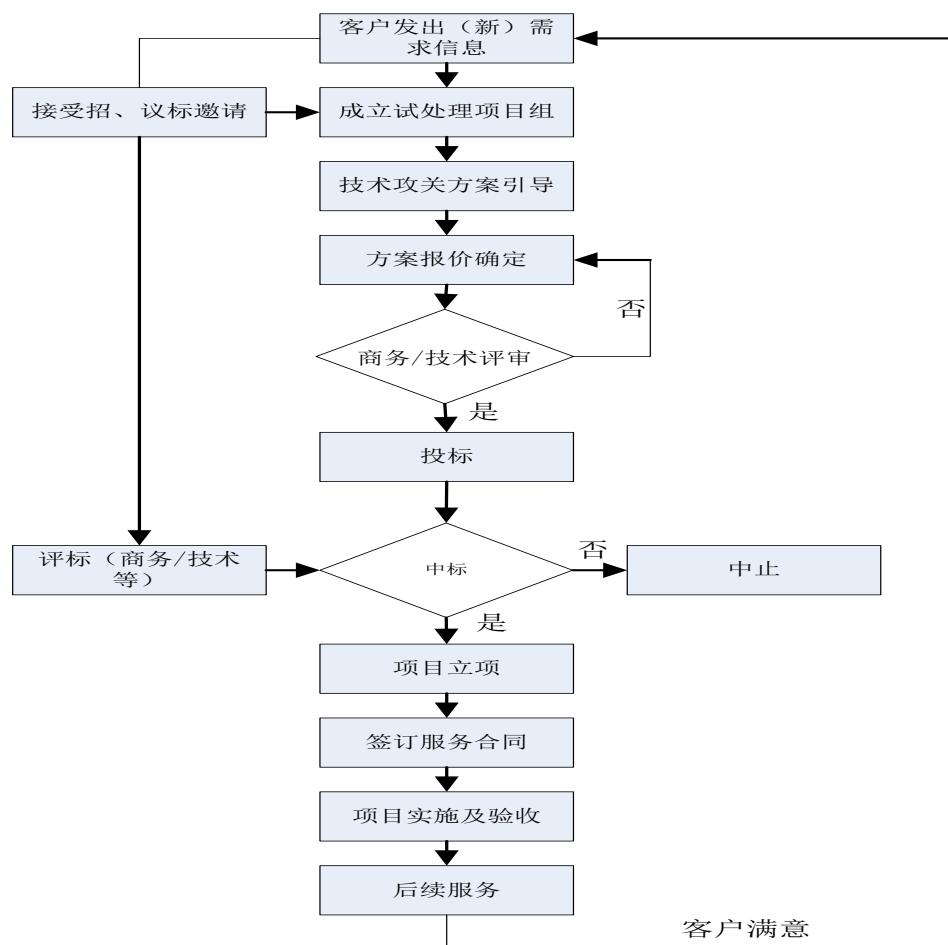 客户发出（新）需
求信息
接受招、议标邀请
成立试处理项目组
技术攻关方案引导
方案报价确定
否
商务/技术评审
是
投标
评标（商务/技术
等）
中标
否
中止
是
项目立项
签订服务合同
项目实施及验收
后续服务
客户满意